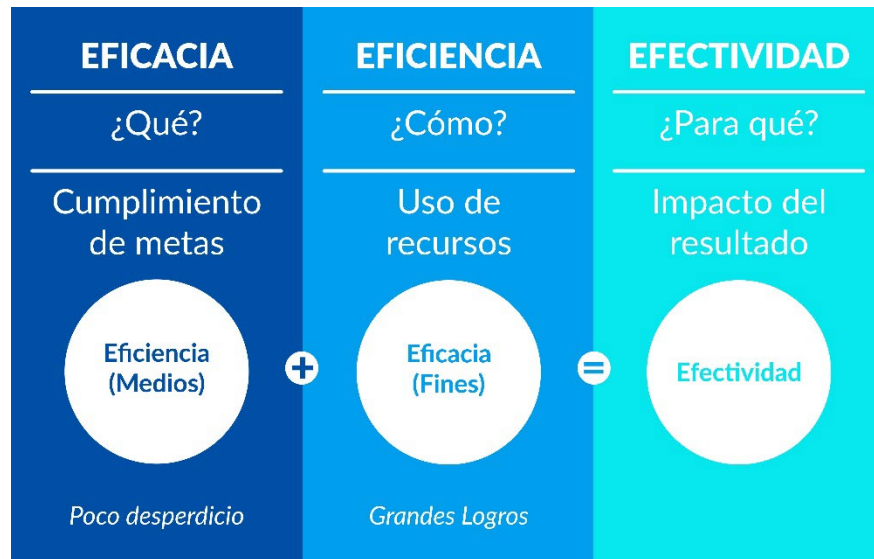 EFICACIA
¿Qué?
Cumplimiento
de metas
Eficiencia
(Medios)
Poco desperdicio
+
EFICIENCIA
¿Cómo?
Uso de
recursos
Eficacia
(Fines)
Grandes Logros
=
EFECTIVIDAD
¿Para qué?
Impacto del
resultado
Efectividad